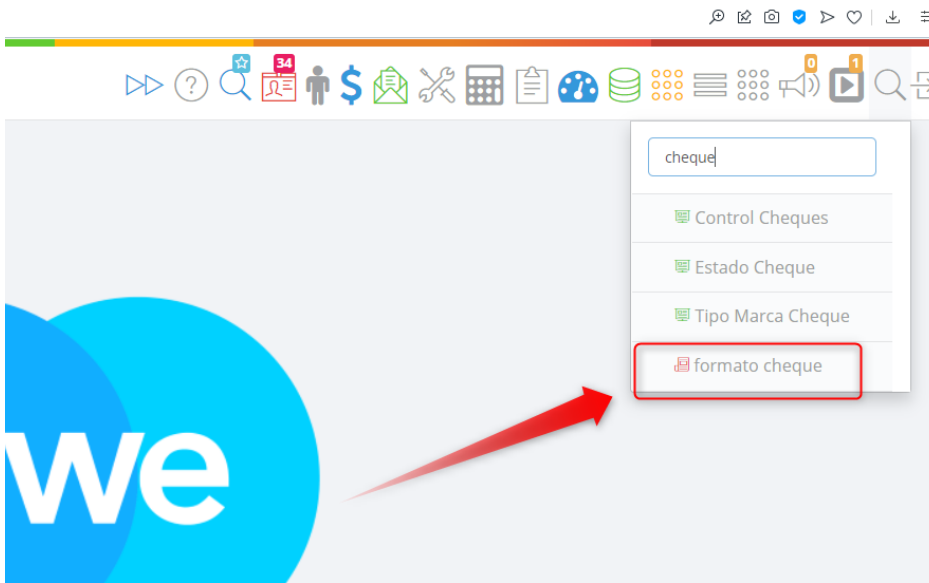 34
0
1
cheque
Control Cheques
Estado Cheque
Tipo Marca Cheque
formato cheque
we